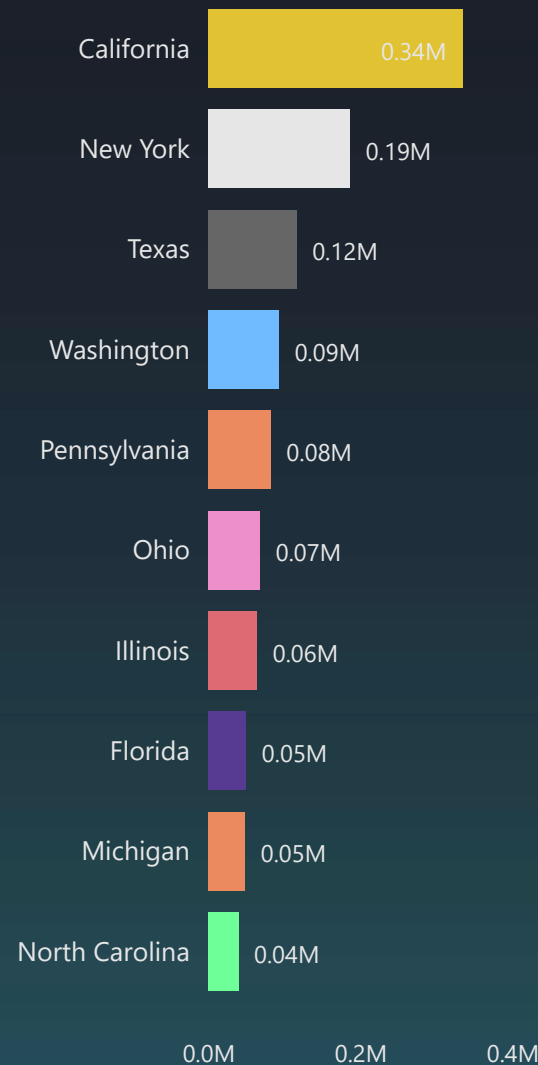 California 0.34M
New York 0.19M
Texas 0.12M
Washington 0.09M
Pennsylvania 0.08M
Ohio 0.07M
Illinois 0.06M
Florida 0.05M
Michigan 0.05M
North Carolina 0.04M
0.0M 0.2M 0.4M